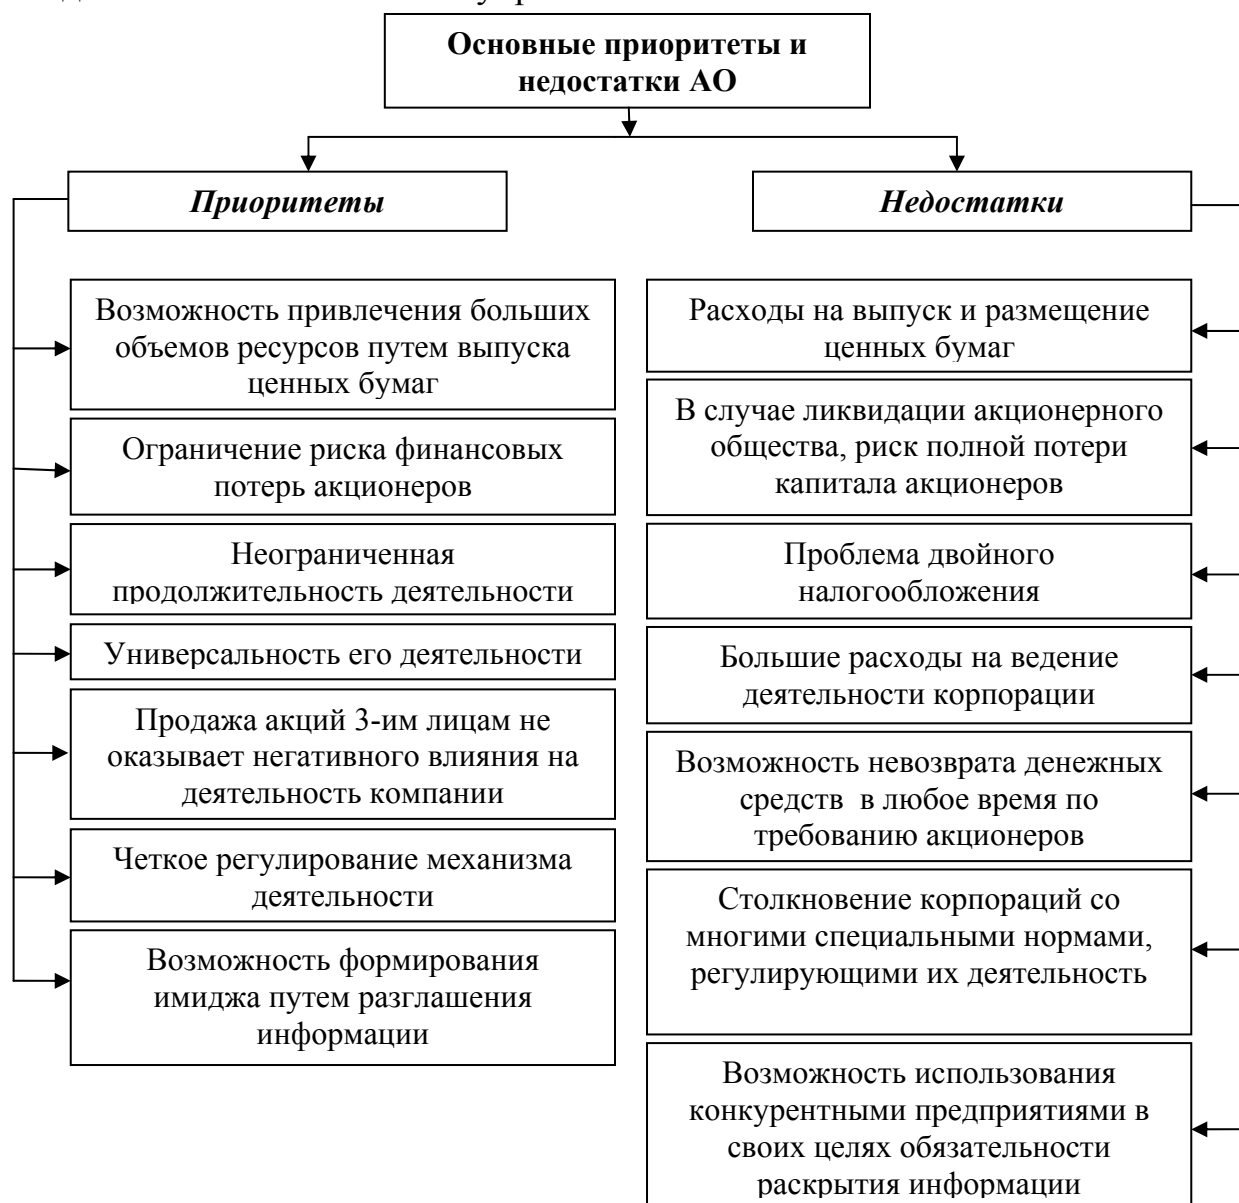 Основные приоритеты и
недостатки АО
Приоритеты
Недостатки
Возможность привлечения больших
объемов ресурсов путем выпуска
ценных бумаг
Ограничение риска финансовых
потерь акционеров
Неограниченная
продолжительность деятельности
Универсальность его деятельности
Продажа акций 3-им лицам не
оказывает негативного влияния на
деятельность компании
Четкое регулирование механизма
деятельности
Возможность формирования
имиджа путем разглашения
информации
Расходы на выпуск и размещение
ценных бумаг
В случае ликвидации акционерного
общества, риск полной потери
капитала акционеров
Проблема двойного
налогообложения
Большие расходы на ведение
деятельности корпорации
Возможность невозврата денежных
средств в любое время по
требованию акционеров
Столкновение корпораций со
многими специальными нормами,
регулирующими их деятельность
Возможность использования
конкурентными предприятиями в
своих целях обязательности
раскрытия информации